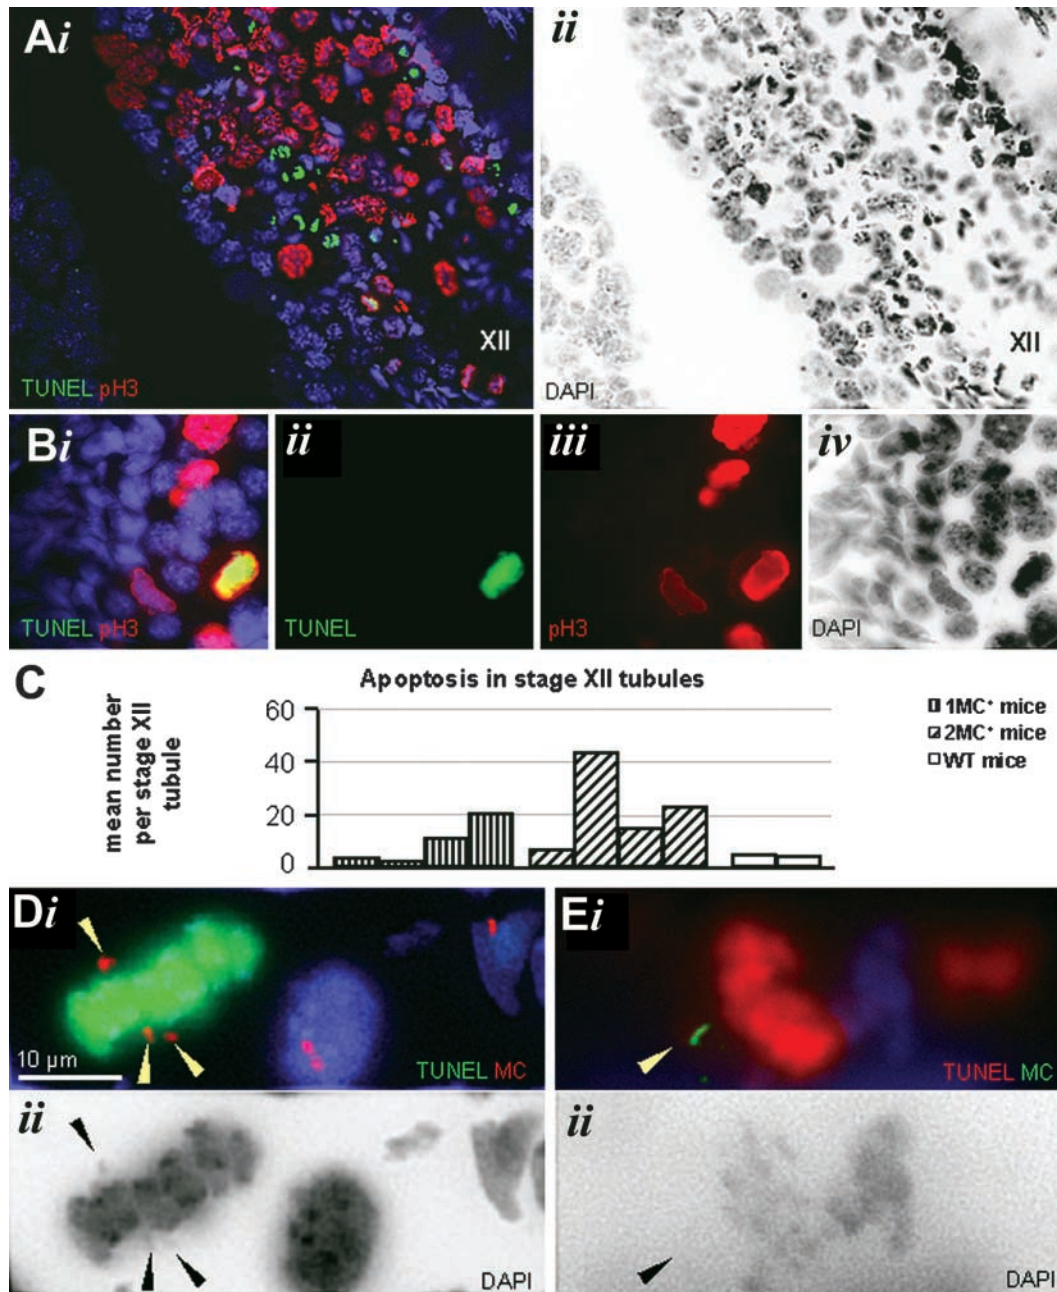 Ai
ii
XII
XII
TUNEL pH3
DAPI
Bi
ii
iii
iv
TUNEL pH3
TUNEL
pH3
DAPI
C
Apoptosis in stage XII tubules
mean number
per stage XII
tubule
60
40
20
0
1MC+ mice
2MC+ mice
WT mice
Di
10 μm
TUNEL MC
Ei
TUNEL MC
ii
DAPI
ii
DAPI